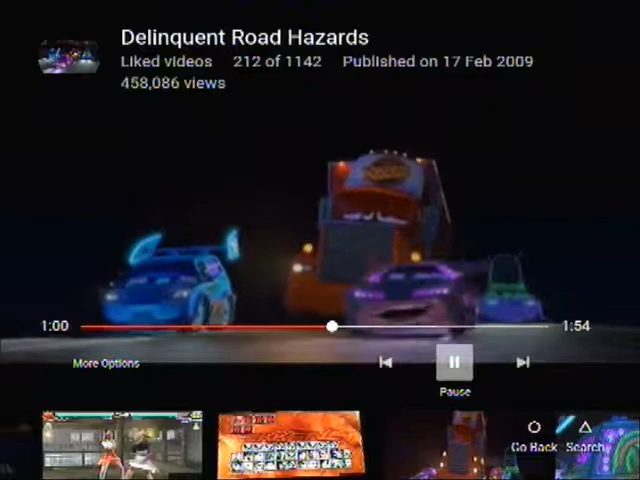 Delinquent Road Hazards
Liked videos 212 of 1142 Published on 17 Feb 2009
458,086 views
1:00 1:54
More Options
Pause
Go Back Search